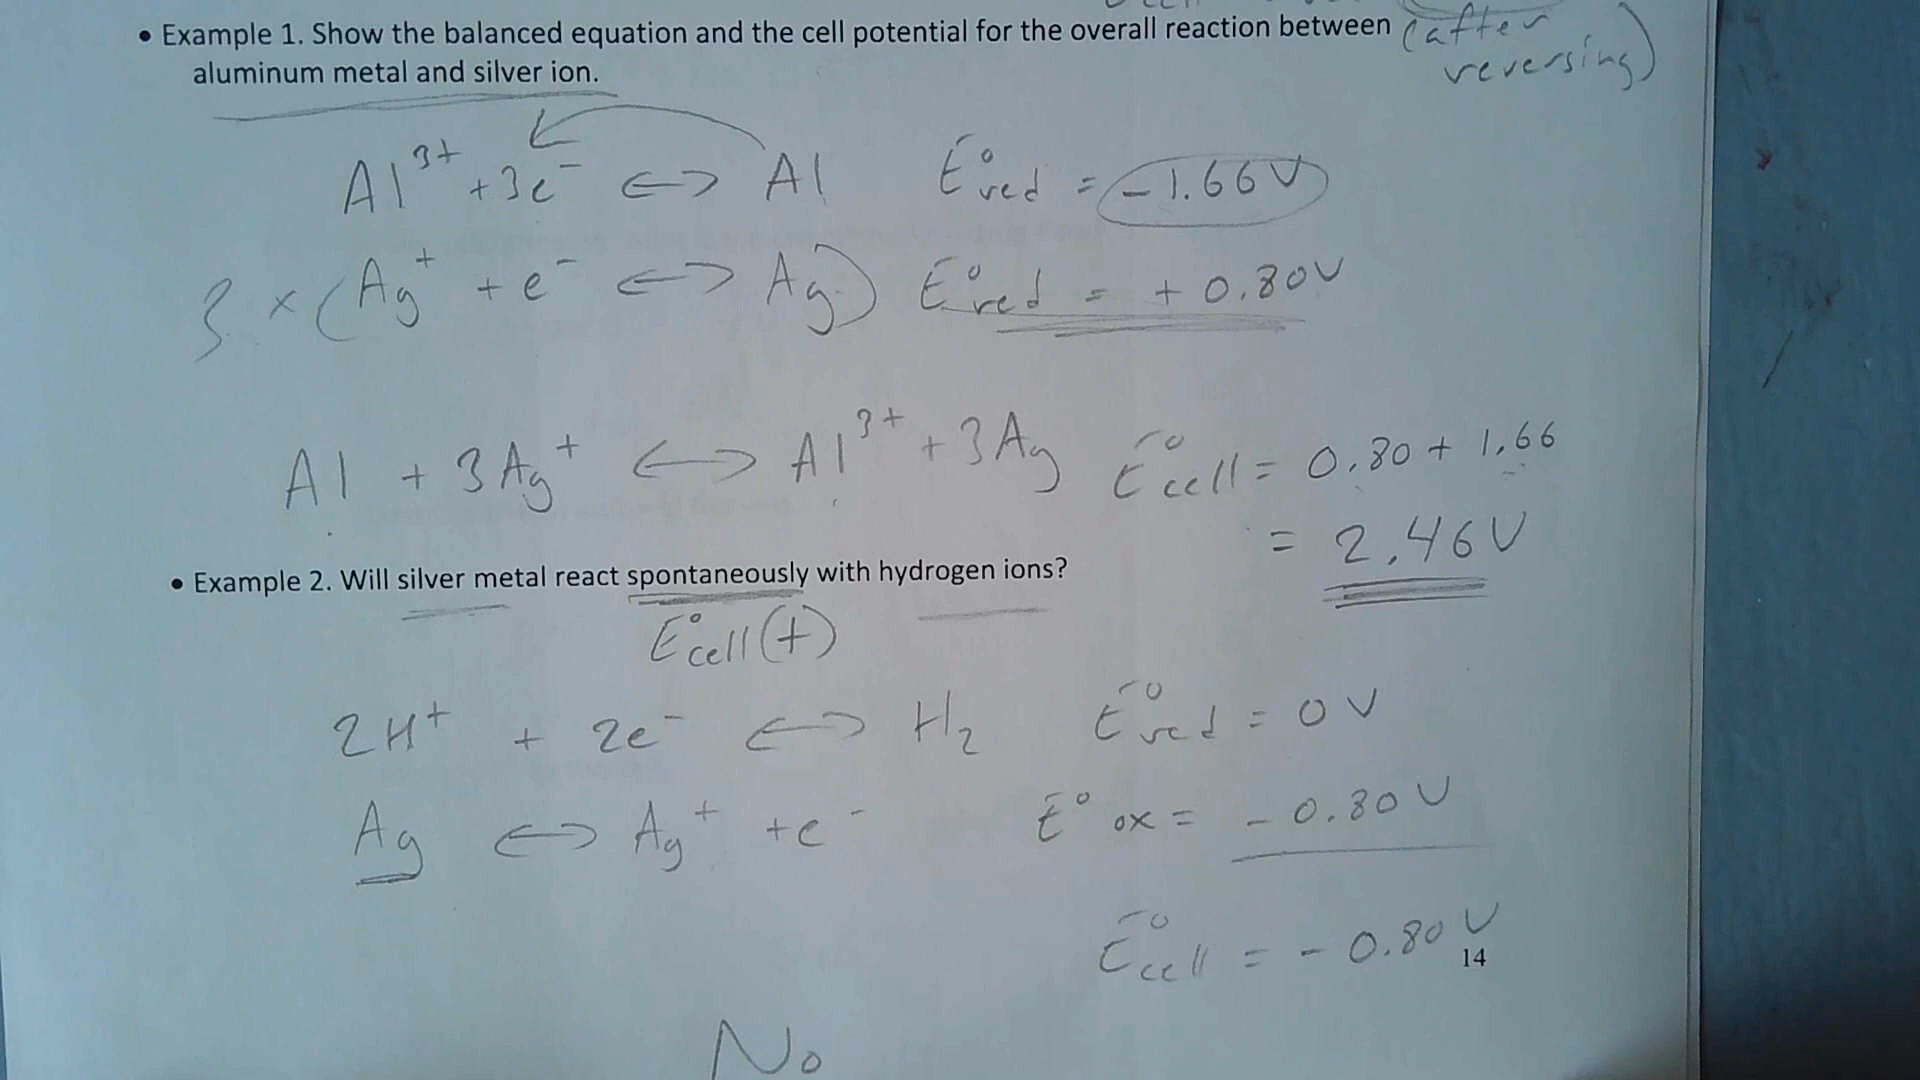 • Example 1. Show the balanced equation and the cell potential for the overall reaction between (after
aluminum metal and silver ion. reversing)
Al³⁺ + 3e⁻ ⟷ Al E°red = -1.66V
3 × (Ag⁺ + e⁻ ⟷ Ag) E°red = +0.80V
Al + 3Ag⁺ ⟷ Al³⁺ + 3Ag E°cell = 0.80 + 1.66
= 2.46V
• Example 2. Will silver metal react spontaneously with hydrogen ions?
E°cell (+)
2H⁺ + 2e⁻ ⟷ H₂ E°red = 0V
Ag ⟷ Ag⁺ + e⁻ E°ox = -0.80V
E°cell = -0.80V
14
No